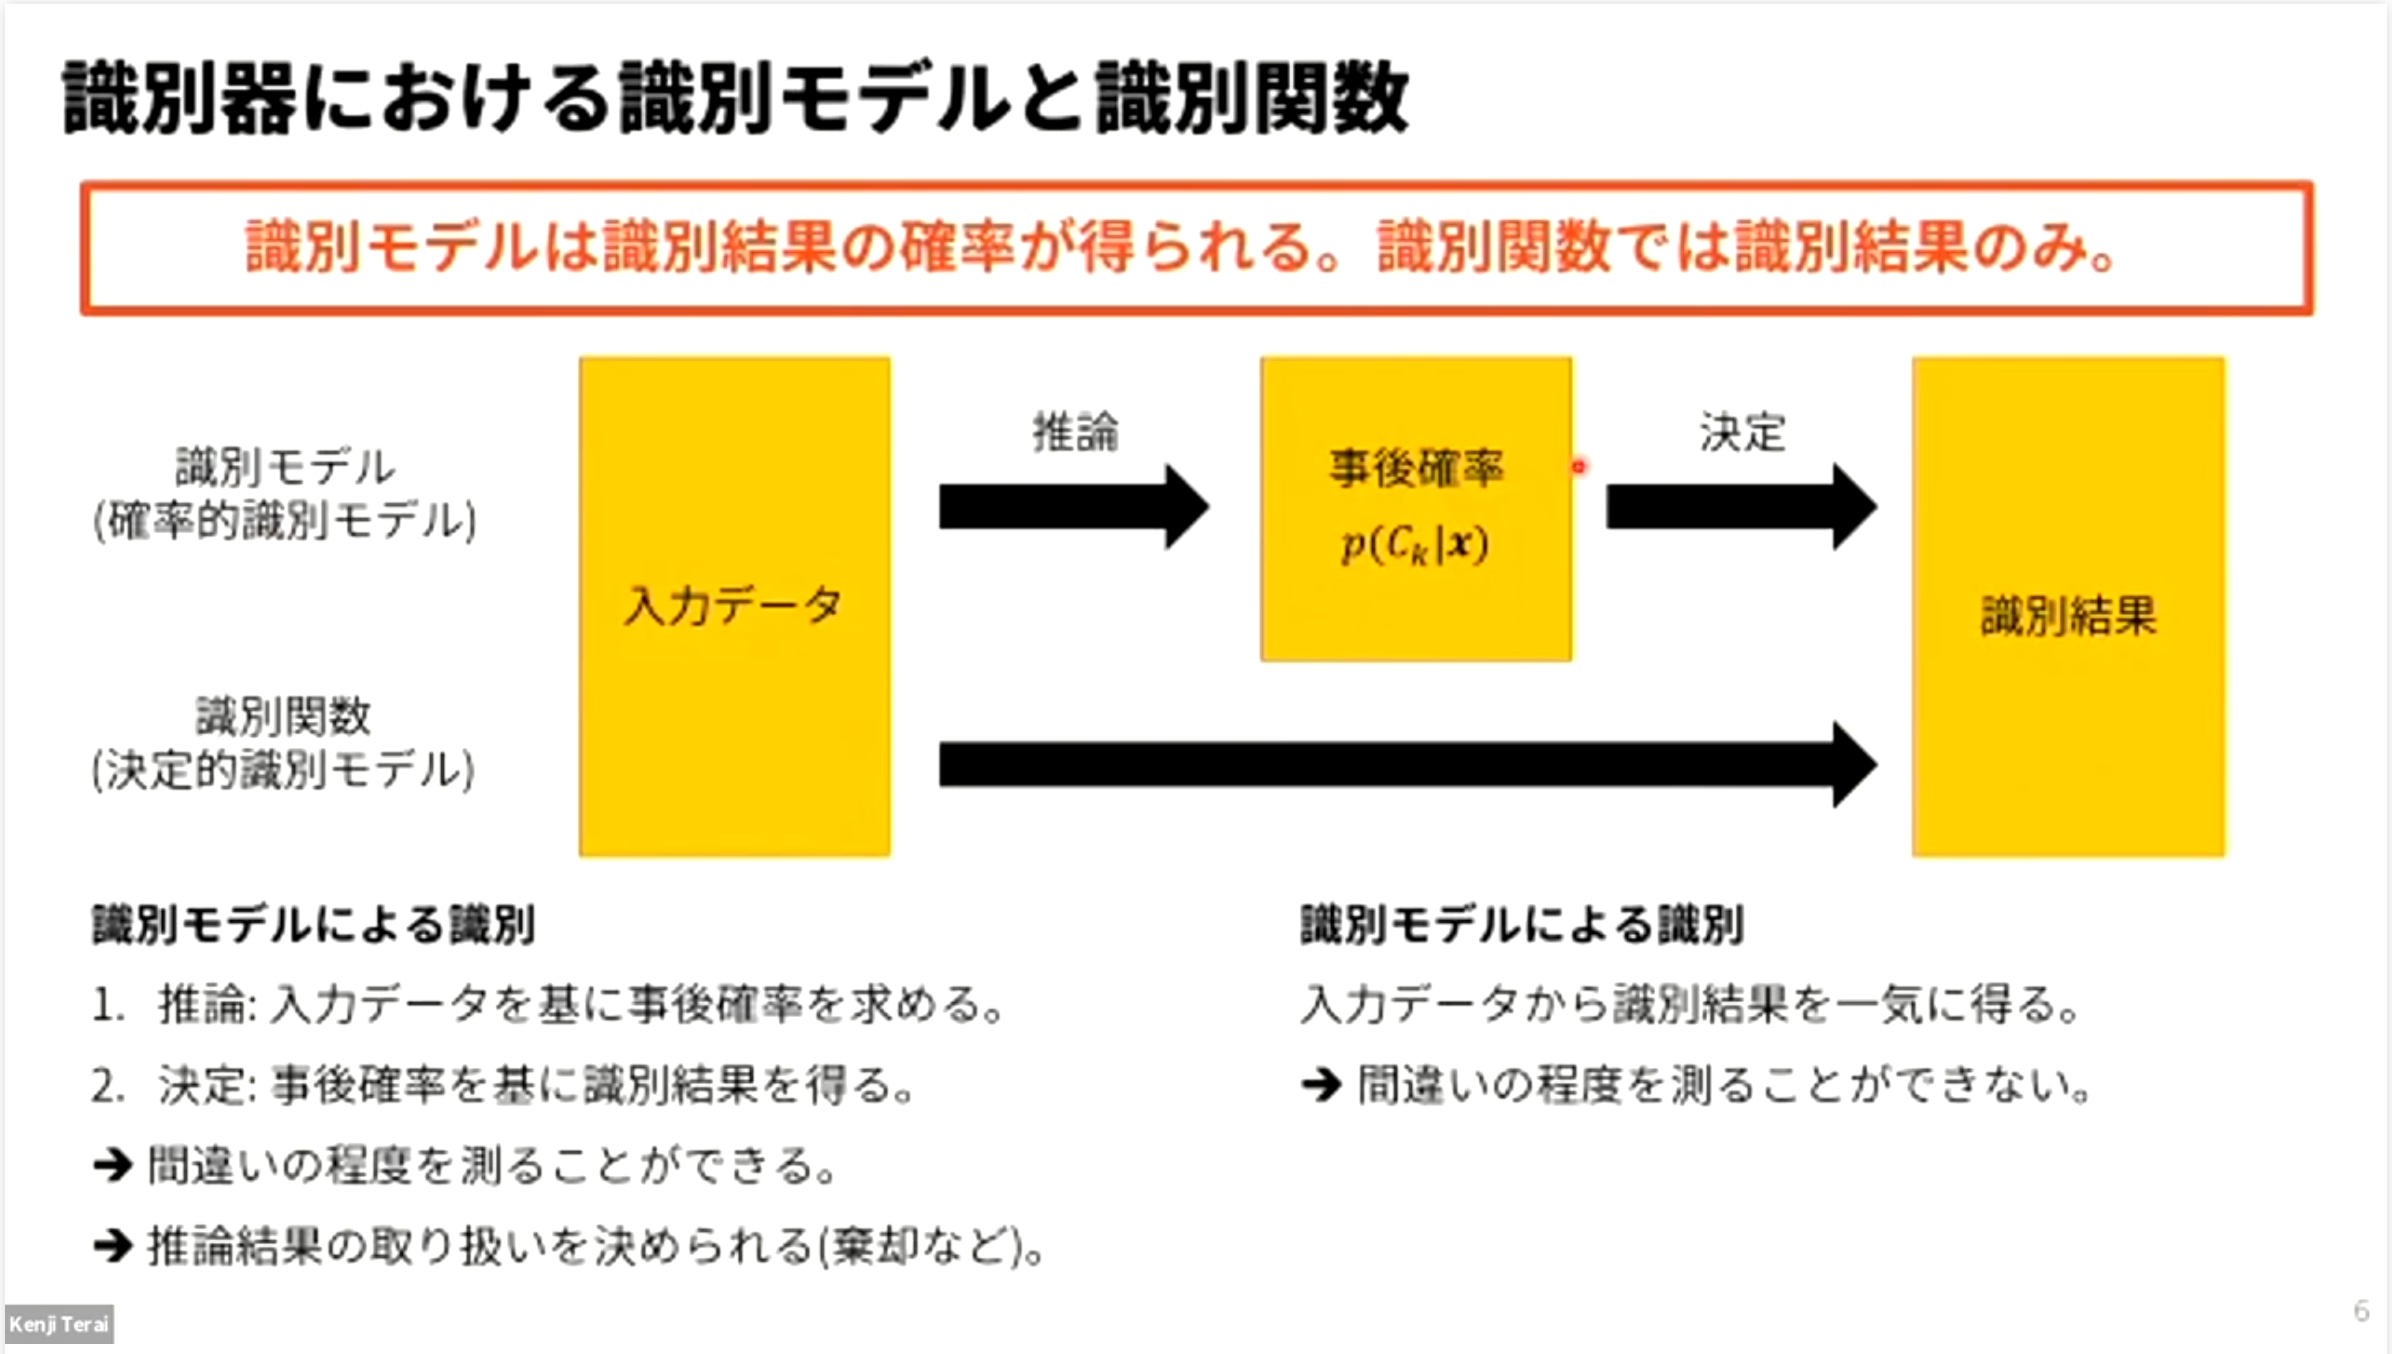 識別器における識別モデルと識別関数
識別モデルは識別結果の確率が得られる。識別関数では識別結果のみ。
識別モデル
(確率的識別モデル)
入力データ
推論
事後確率
p(C_k|x)
決定
識別結果
識別関数
(決定的識別モデル)
識別モデルによる識別
1. 推論: 入力データを基に事後確率を求める。
2. 決定: 事後確率を基に識別結果を得る。
➔ 間違いの程度を測ることができる。
➔ 推論結果の取り扱いを決められる(棄却など)。
識別モデルによる識別
入力データから識別結果を一気に得る。
➔ 間違いの程度を測ることができない。
Kenji Terai
6